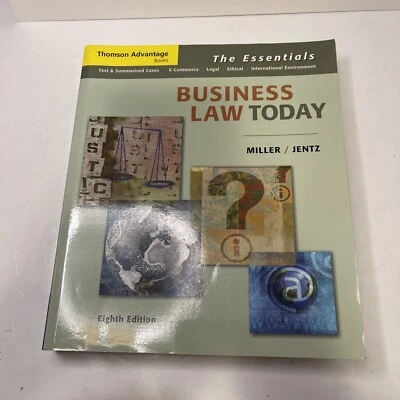 Thomson Advantage
Books
The Essentials
Text & Summarized Cases E-Commerce Legal Ethical International Environment
BUSINESS
LAW TODAY
MILLER / JENTZ
USTIC
?
@
Eighth Edition